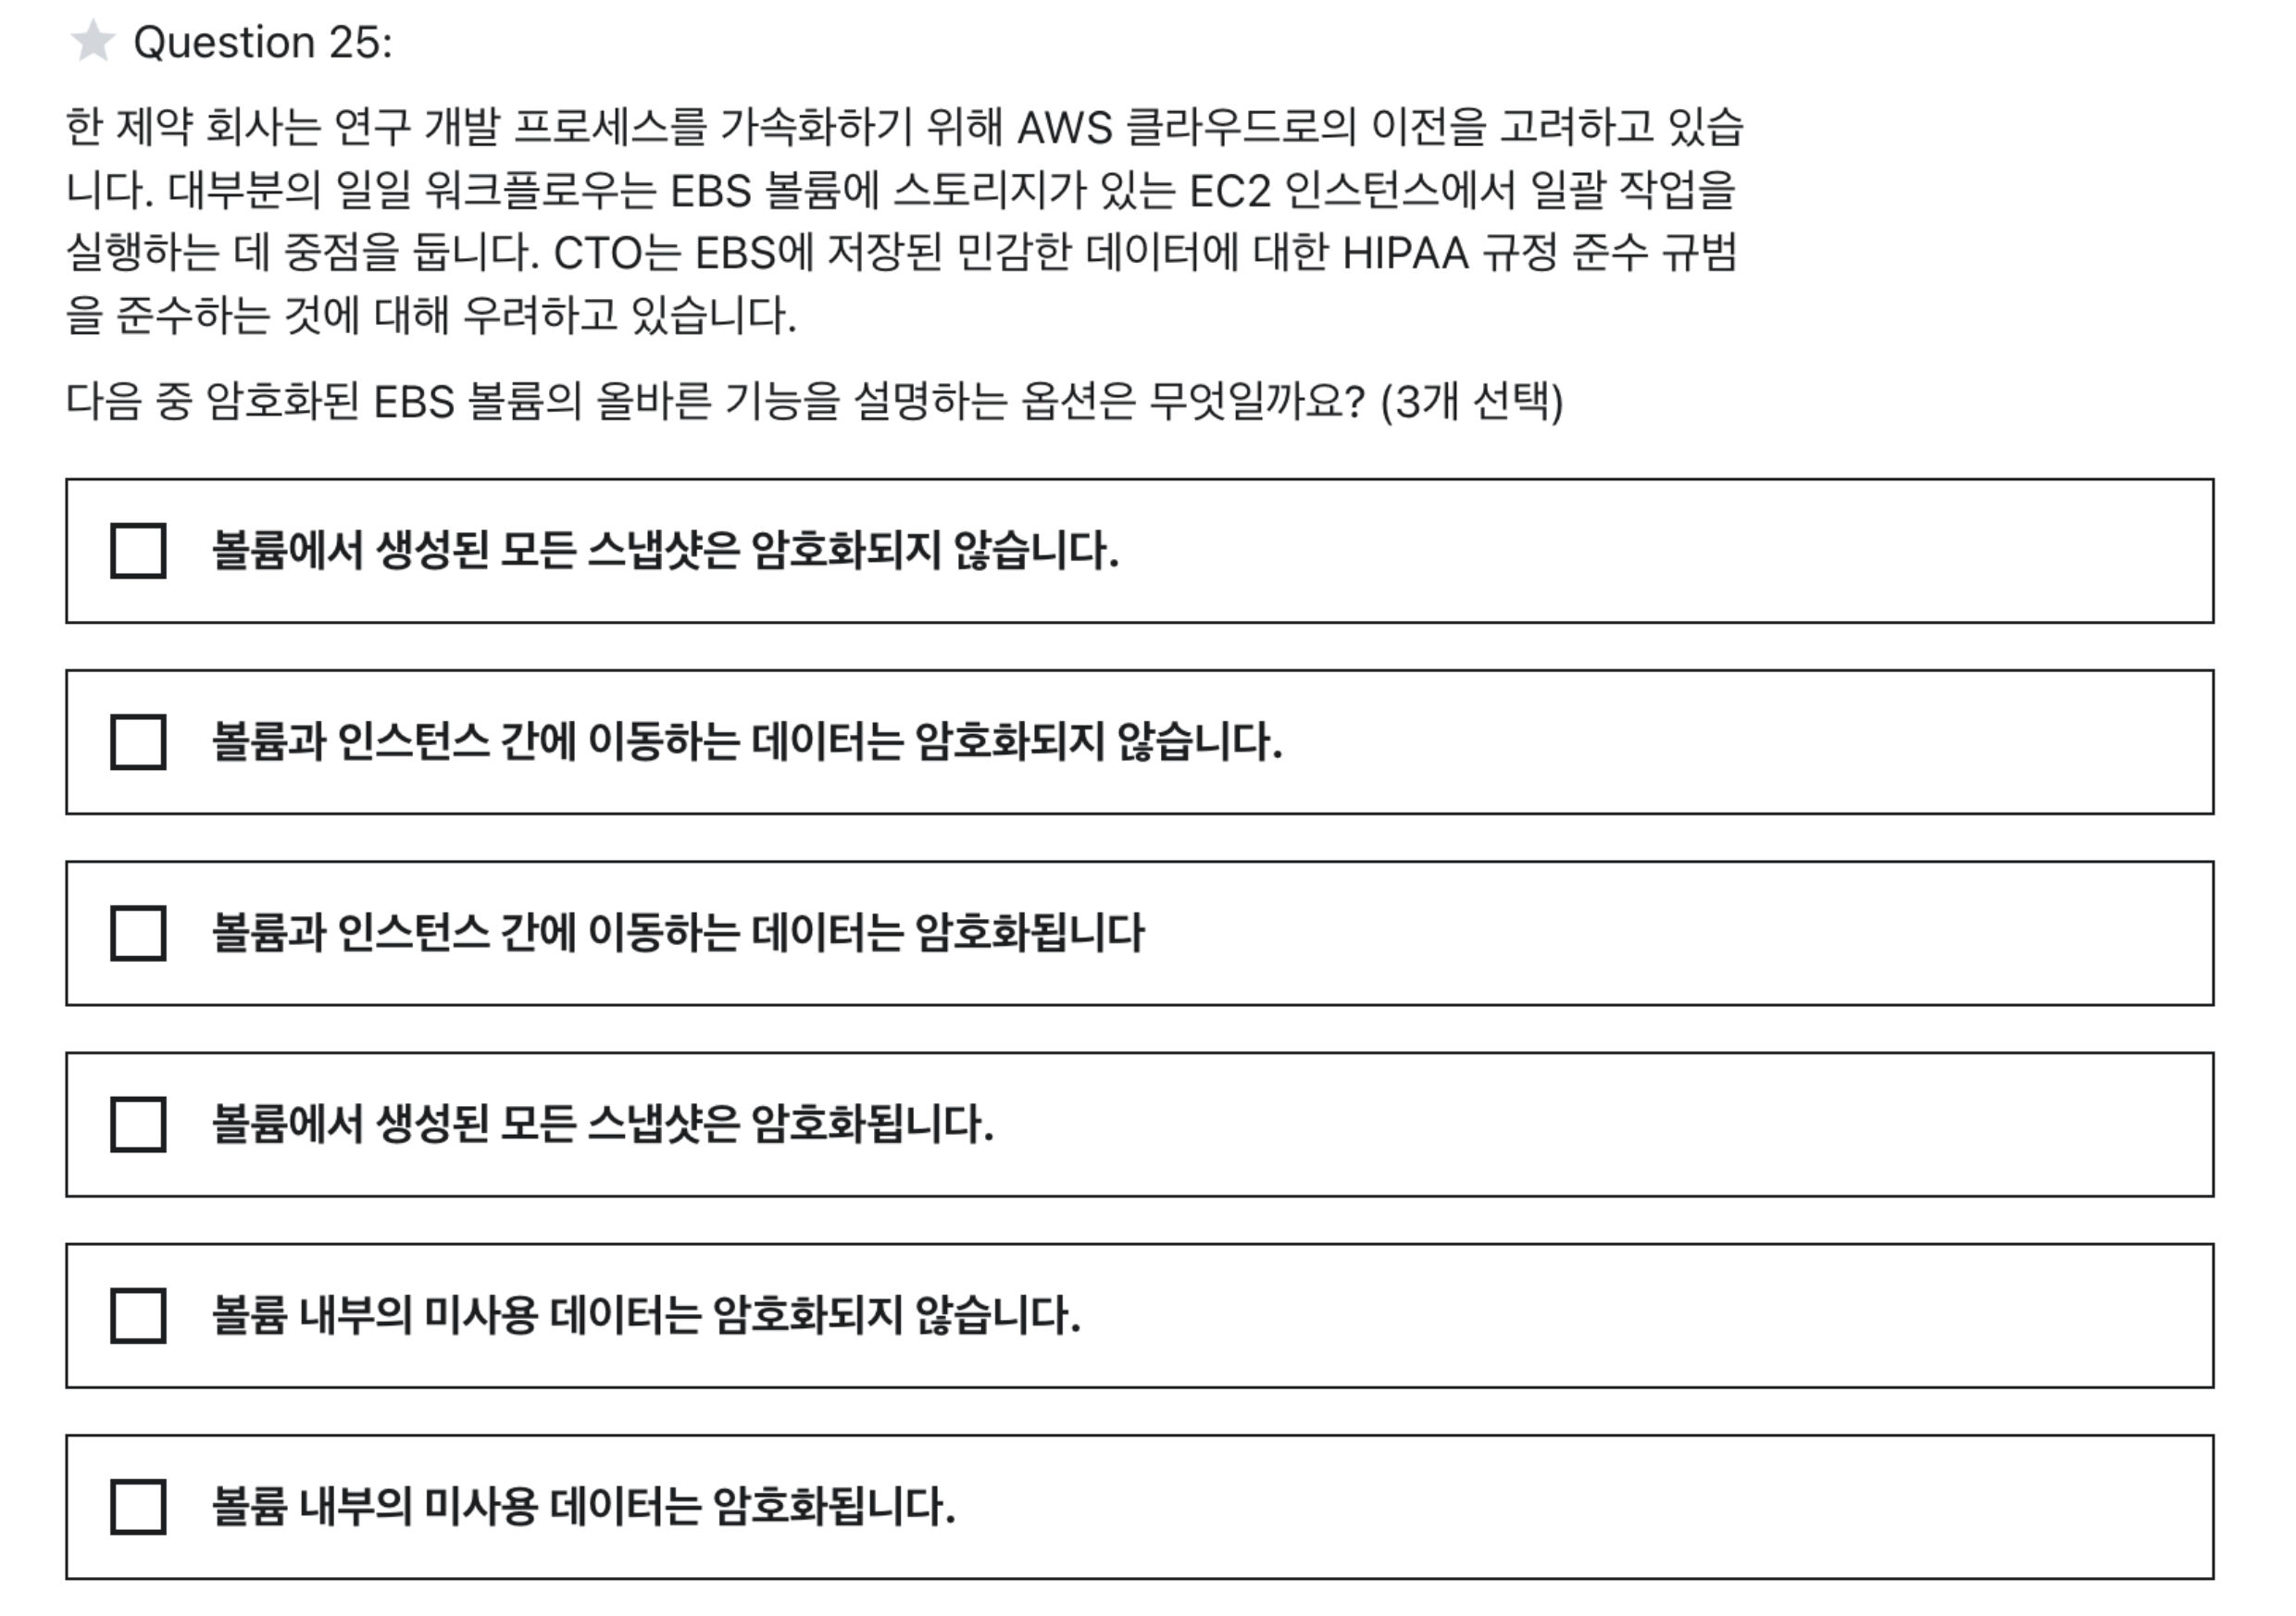 Question 25:
한 제약 회사는 연구 개발 프로세스를 가속화하기 위해 AWS 클라우드로의 이전을 고려하고 있습
니다. 대부분의 일일 워크플로우는 EBS 볼륨에 스토리지가 있는 EC2 인스턴스에서 일괄 작업을
실행하는 데 중점을 둡니다. CTO는 EBS에 저장된 민감한 데이터에 대한 HIPAA 규정 준수 규범
을 준수하는 것에 대해 우려하고 있습니다.
다음 중 암호화된 EBS 볼륨의 올바른 기능을 설명하는 옵션은 무엇일까요? (3개 선택)
볼륨에서 생성된 모든 스냅샷은 암호화되지 않습니다.
볼륨과 인스턴스 간에 이동하는 데이터는 암호화되지 않습니다.
볼륨과 인스턴스 간에 이동하는 데이터는 암호화됩니다
볼륨에서 생성된 모든 스냅샷은 암호화됩니다.
볼륨 내부의 미사용 데이터는 암호화되지 않습니다.
볼륨 내부의 미사용 데이터는 암호화됩니다.